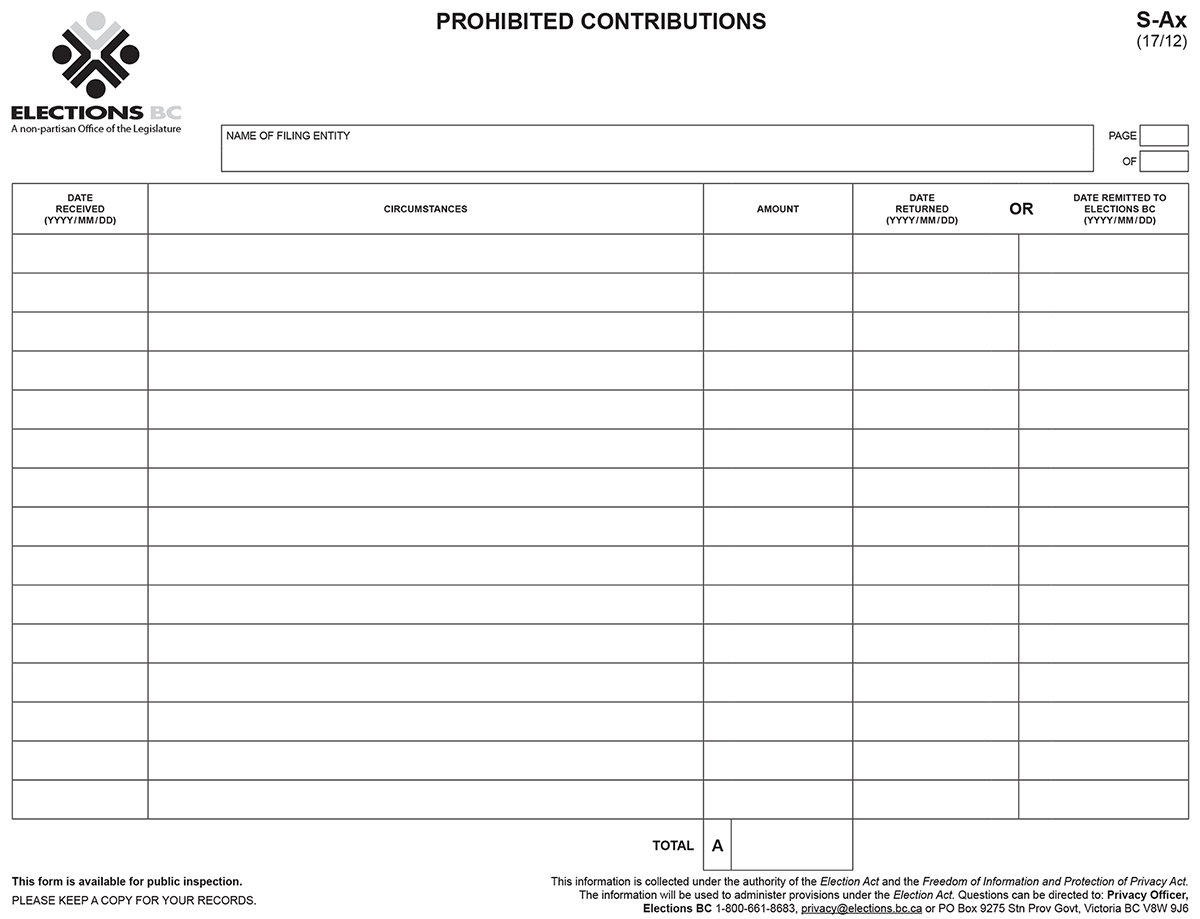 PROHIBITED CONTRIBUTIONS
S-Ax
(17/12)
ELECTIONS BC
A non-partisan Office of the Legislature
NAME OF FILING ENTITY
PAGE
OF
DATE
RECEIVED
(YYYY/MM/DD)
CIRCUMSTANCES
AMOUNT
DATE
RETURNED
(YYYY/MM/DD)
OR
DATE REMITTED TO
ELECTIONS BC
(YYYY/MM/DD)
TOTAL A
This form is available for public inspection.
PLEASE KEEP A COPY FOR YOUR RECORDS.
This information is collected under the authority of the Election Act and the Freedom of Information and Protection of Privacy Act.
The information will be used to administer provisions under the Election Act. Questions can be directed to: Privacy Officer,
Elections BC 1-800-661-8683, privacy@elections.bc.ca or PO Box 9275 Stn Prov Govt, Victoria BC V8W 9J6